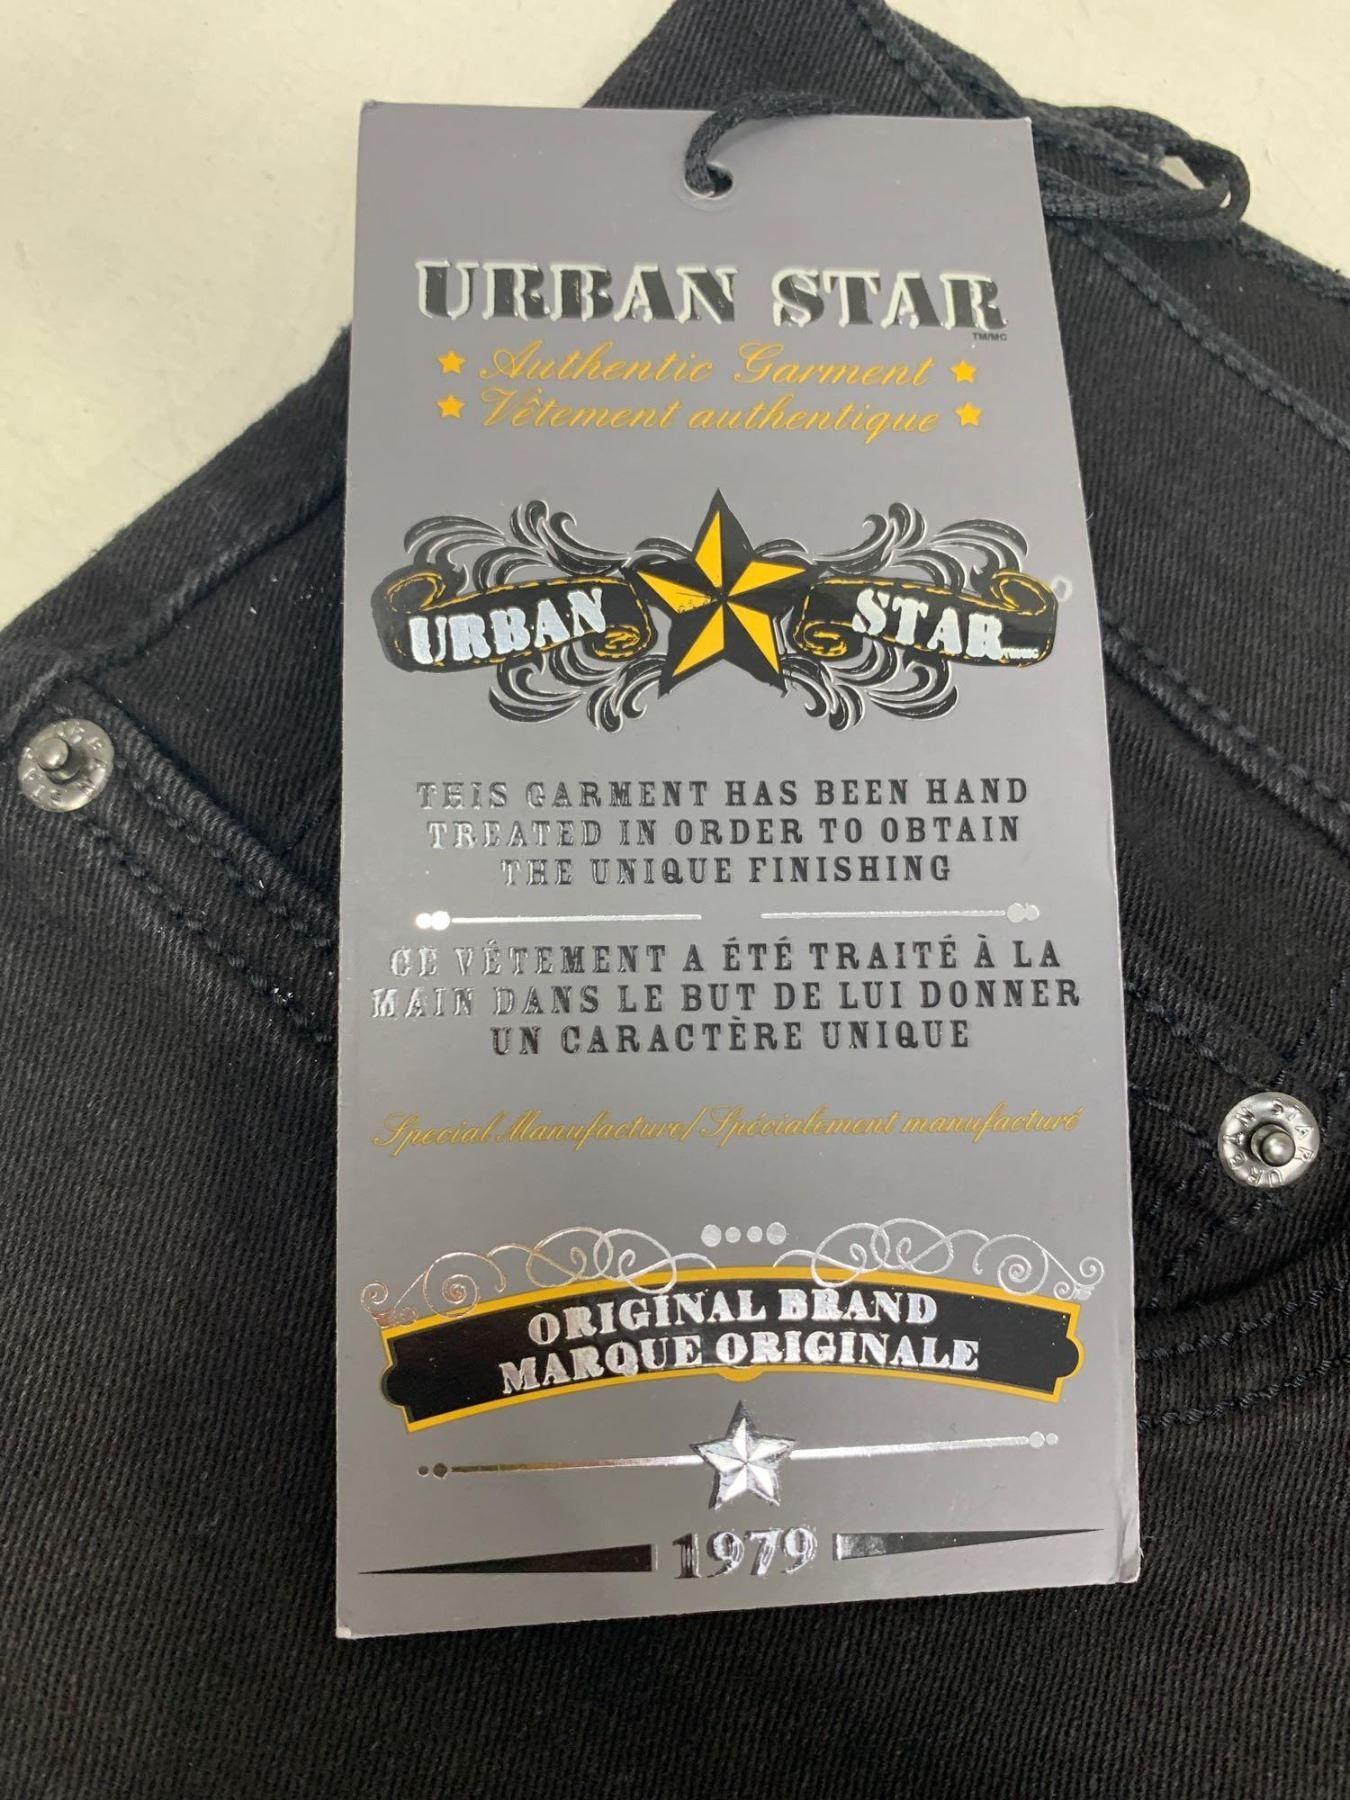 URBAN STAR
TM/MC
Authentic Garment
Vêtement authentique
URBAN STAR
THIS GARMENT HAS BEEN HAND
TREATED IN ORDER TO OBTAIN
THE UNIQUE FINISHING
CE VÊTEMENT A ÉTÉ TRAITÉ À LA
MAIN DANS LE BUT DE LUI DONNER
UN CARACTÈRE UNIQUE
Special Manufacture/Spécialement manufacturé
ORIGINAL BRAND
MARQUE ORIGINALE
1979
URBAN STAR